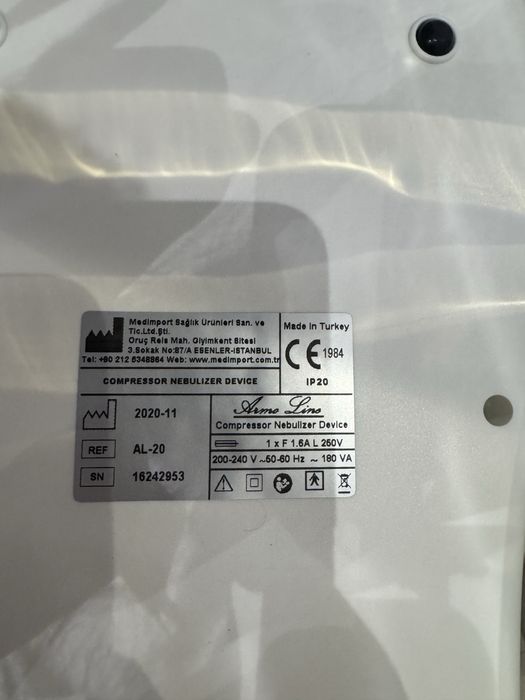 Medimport Sağlık Ürünleri San. ve
Tic.Ltd.Şti.
Oruç Reis Mah. Giyimkent Sitesi
3.Sokak No:87/A ESENLER-ISTANBUL
Tel: +90 212 6348864 Web: www.medimport.com.tr
Made in Turkey
CE 1984
IP20
COMPRESSOR NEBULIZER DEVICE
2020-11
REF AL-20
SN 16242953
Armo Line
Compressor Nebulizer Device
1 x F 1.6A L 250V
200-240 V ~50-60 Hz ~ 180 VA